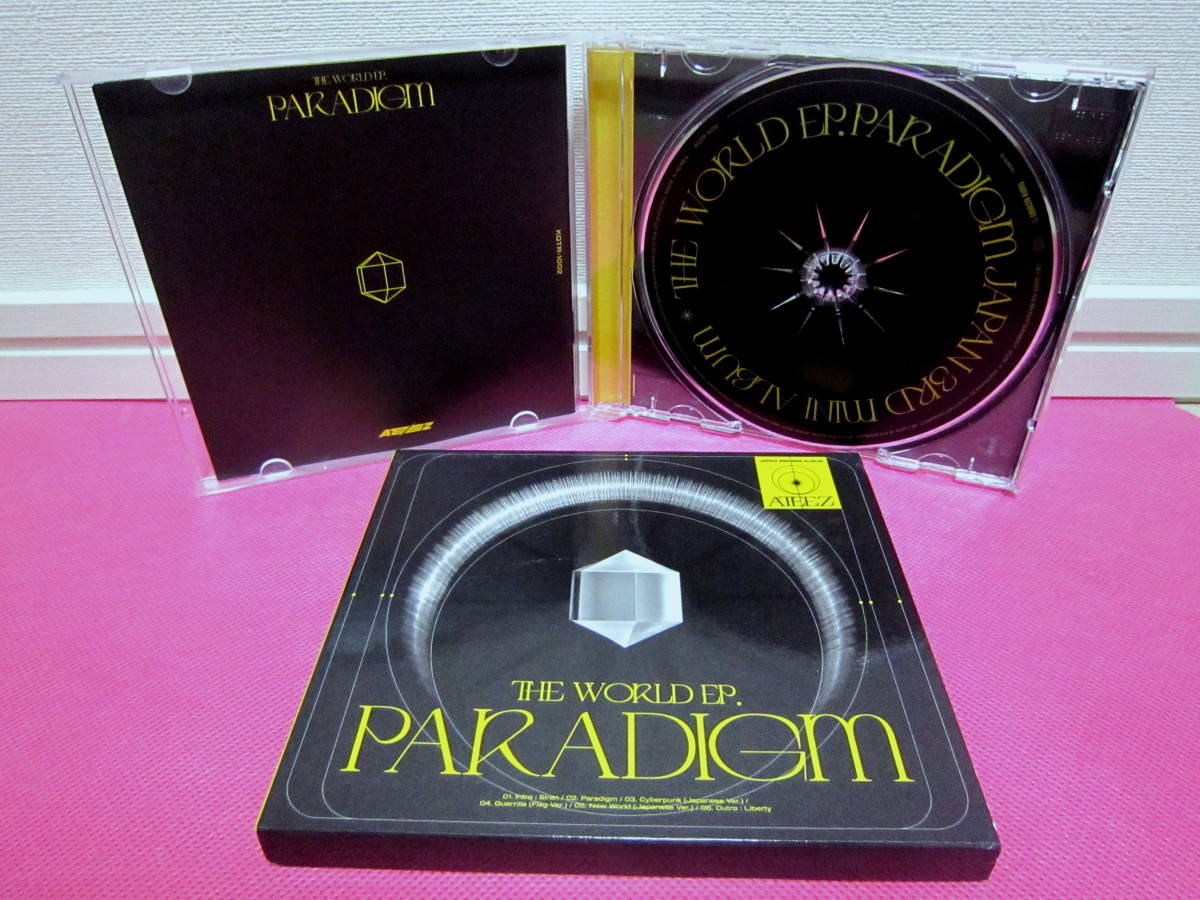 THE WORLD EP.
PARADIGM
KQTR-1002
ATEEZ
THE WORLD EP. PARADIGM JAPAN 3RD MINI ALBUM *
ATEEZ
THE WORLD EP.
PARADIGM
01. Intro : Siren / 02. Paradigm / 03. Cyberpunk (Japanese Ver.) /
04. Guerrilla (Flag Ver.) / 05. New World (Japanese Ver.) / 06. Outro : Liberty